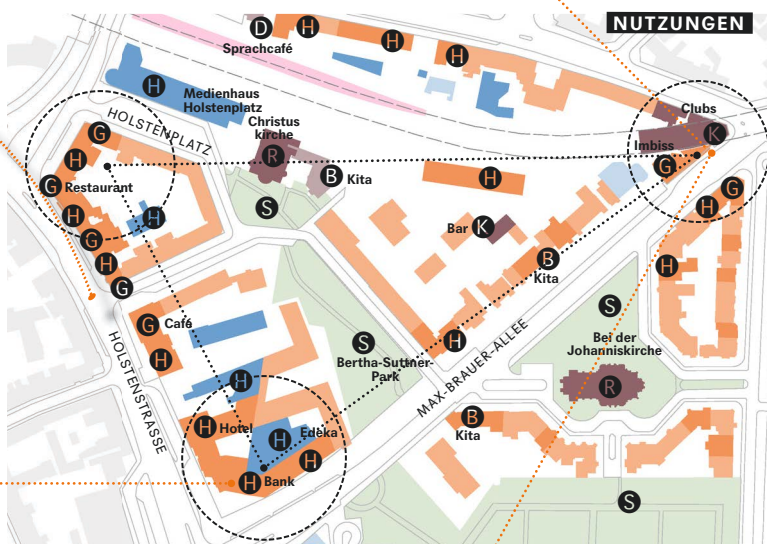 NUTZUNGEN
D
H
H
H
Sprachcafé
H
Medienhaus
Holstenplatz
Clubs
K
HOLSTENPLATZ
G
Christus
kirche
R
Imbiss
G
H
G
Restaurant
B
Kita
H
G
H
H
H
S
Bar
K
G
H
B
Kita
H
G
S
G
Café
H
S
Bertha-Suttner-
Park
H
Bei der
Johanniskirche
R
MAX-BRAUER-ALLEE
HOLSTENSTRASSE
H
H
Hotel
H
Edeka
H
H
Bank
B
Kita
S